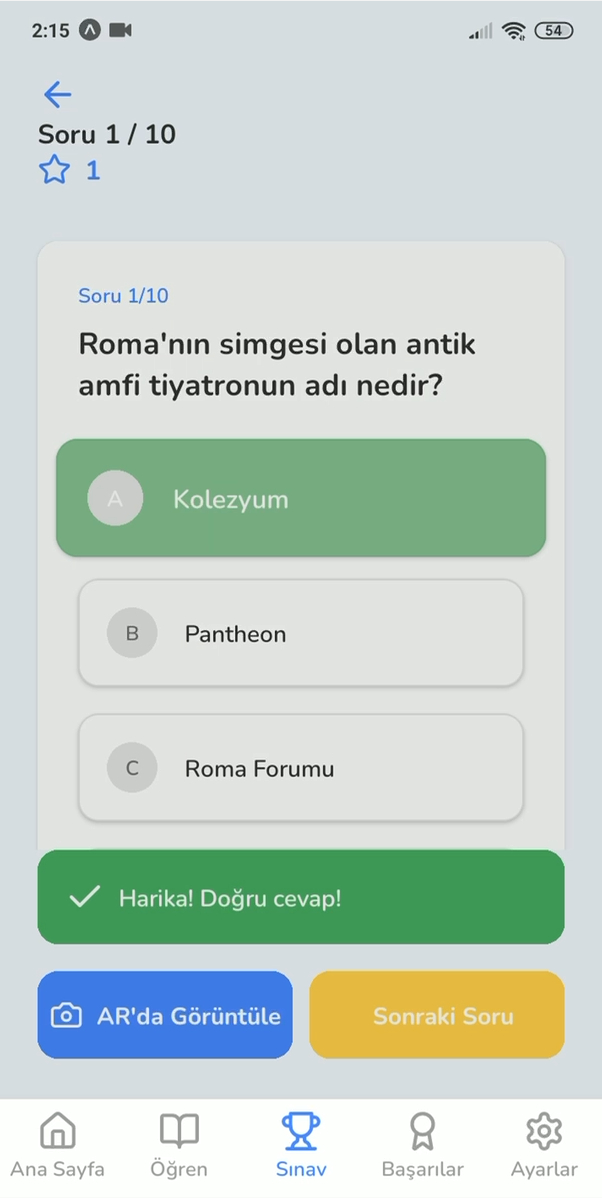 2:15
54
Soru 1 / 10
1
Soru 1/10
Roma'nın simgesi olan antik
amfi tiyatronun adı nedir?
A Kolezyum
B Pantheon
C Roma Forumu
Harika! Doğru cevap!
AR'da Görüntüle
Sonraki Soru
Ana Sayfa
Öğren
Sınav
Başarılar
Ayarlar